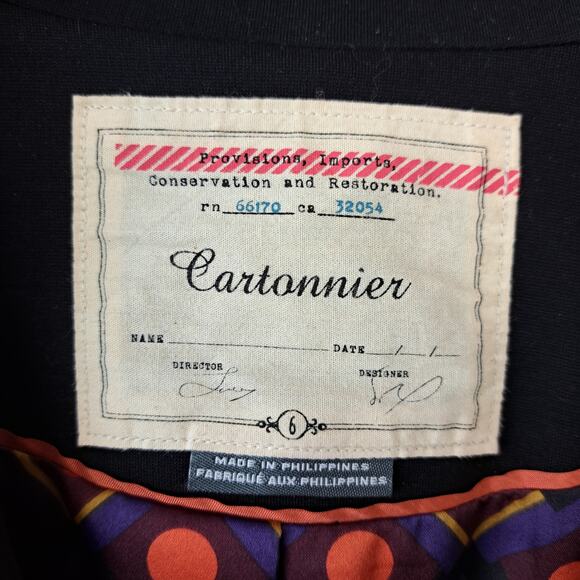 Provisions, Imports,
Conservation and Restoration.
rn 66170 ca 32054
Cartonnier
NAME DATE / /
DIRECTOR DESIGNER
6
MADE IN PHILIPPINES
FABRIQUÉ AUX PHILIPPINES